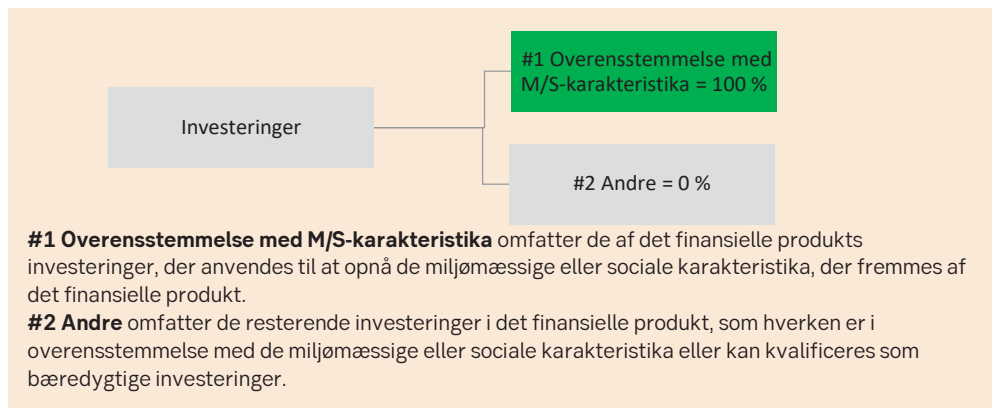 #1 Overensstemmelse med
M/S-karakteristika = 100 %
Investeringer
#2 Andre = 0 %
#1 Overensstemmelse med M/S-karakteristika omfatter de af det finansielle produkts
investeringer, der anvendes til at opnå de miljømæssige eller sociale karakteristika, der fremmes af
det finansielle produkt.
#2 Andre omfatter de resterende investeringer i det finansielle produkt, som hverken er i
overensstemmelse med de miljømæssige eller sociale karakteristika eller kan kvalificeres som
bæredygtige investeringer.